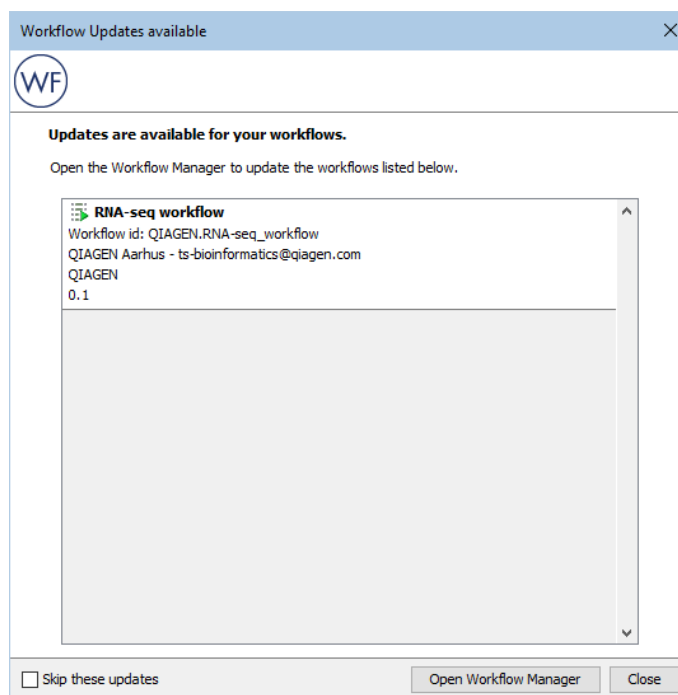 Workflow Updates available
WF
Updates are available for your workflows.
Open the Workflow Manager to update the workflows listed below.
RNA-seq workflow
Workflow id: QIAGEN.RNA-seq_workflow
QIAGEN Aarhus - ts-bioinformatics@qiagen.com
QIAGEN
0.1
Skip these updates
Open Workflow Manager
Close